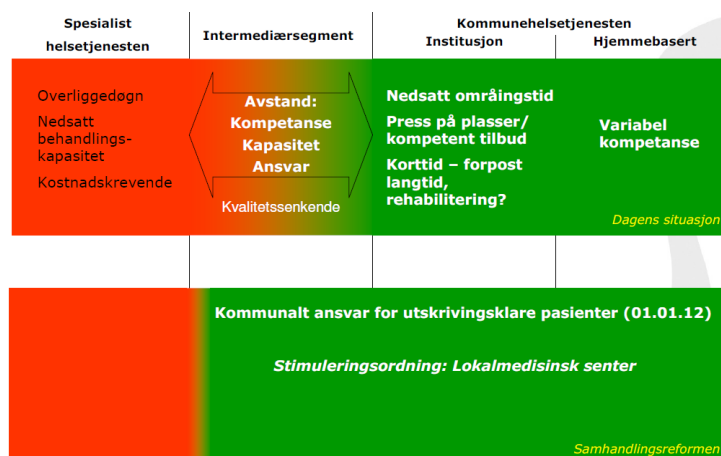 Spesialist
helsetjenesten
Intermediærsegment
Kommunehelsetjenesten
Institusjon
Hjemmebasert
Overliggedøgn
Nedsatt
behandlings-
kapasitet
Kostnadskrevende
Avstand:
Kompetanse
Kapasitet
Ansvar
Kvalitetssenkende
Nedsatt områingstid
Press på plasser/
kompetent tilbud
Korttid – forpost
langtid,
rehabilitering?
Variabel
kompetanse
Dagens situasjon
Kommunalt ansvar for utskrivingsklare pasienter (01.01.12)
Stimuleringsordning: Lokalmedisinsk senter
Samhandlingsreformen